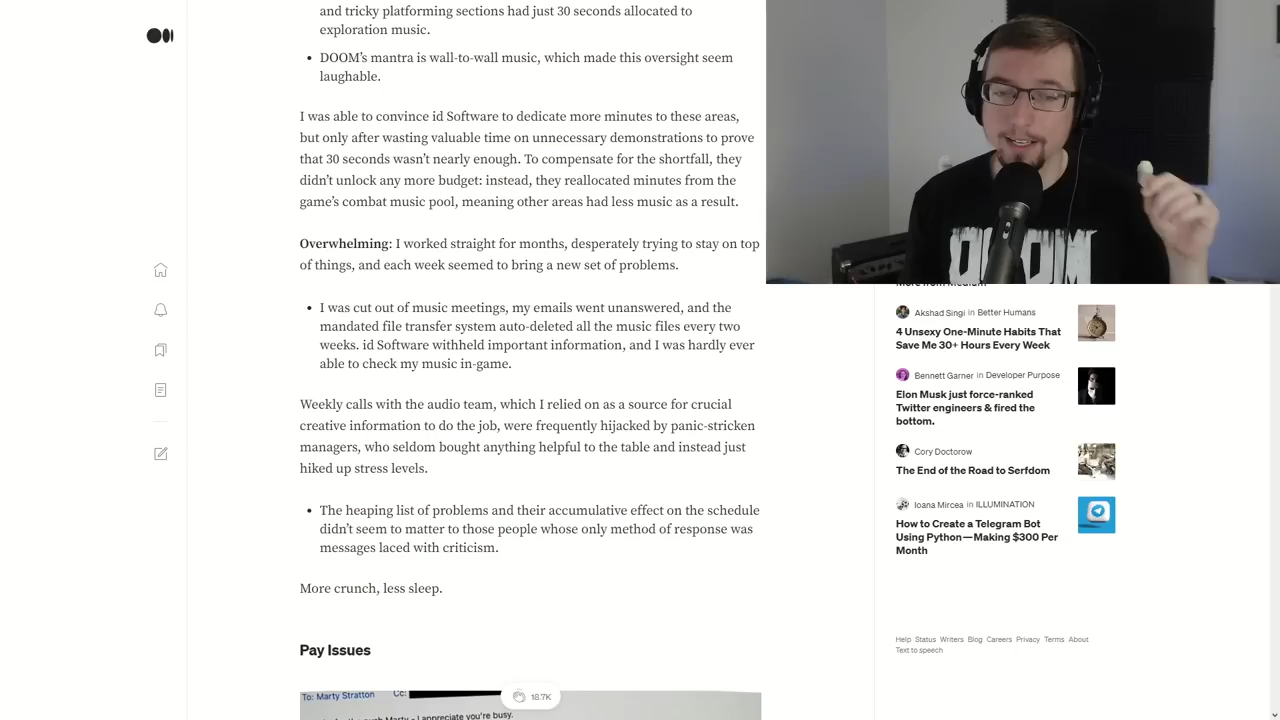 and tricky platforming sections had just 30 seconds allocated to
exploration music.
DOOM’s mantra is wall-to-wall music, which made this oversight seem
laughable.
I was able to convince id Software to dedicate more minutes to these areas,
but only after wasting valuable time on unnecessary demonstrations to prove
that 30 seconds wasn’t nearly enough. To compensate for the shortfall, they
didn’t unlock any more budget: instead, they reallocated minutes from the
game’s combat music pool, meaning other areas had less music as a result.
Overwhelming: I worked straight for months, desperately trying to stay on top
of things, and each week seemed to bring a new set of problems.
I was cut out of music meetings, my emails went unanswered, and the
mandated file transfer system auto-deleted all the music files every two
weeks. id Software withheld important information, and I was hardly ever
able to check my music in-game.
Weekly calls with the audio team, which I relied on as a source for crucial
creative information to do the job, were frequently hijacked by panic-stricken
managers, who seldom bought anything helpful to the table and instead just
hiked up stress levels.
The heaping list of problems and their accumulative effect on the schedule
didn’t seem to matter to those people whose only method of response was
messages laced with criticism.
More crunch, less sleep.
Pay Issues
To: Marty Stratton Cc:
Marty - I appreciate you're busy.
18.7K
DOOM
More from Medium
Akshad Singi in Better Humans
4 Unsexy One-Minute Habits That
Save Me 30+ Hours Every Week
Bennett Garner in Developer Purpose
Elon Musk just force-ranked
Twitter engineers & fired the
bottom.
Cory Doctorow
The End of the Road to Serfdom
Ioana Mircea in ILLUMINATION
How to Create a Telegram Bot
Using Python — Making $300 Per
Month
Help Status Writers Blog Careers Privacy Terms About
Text to speech